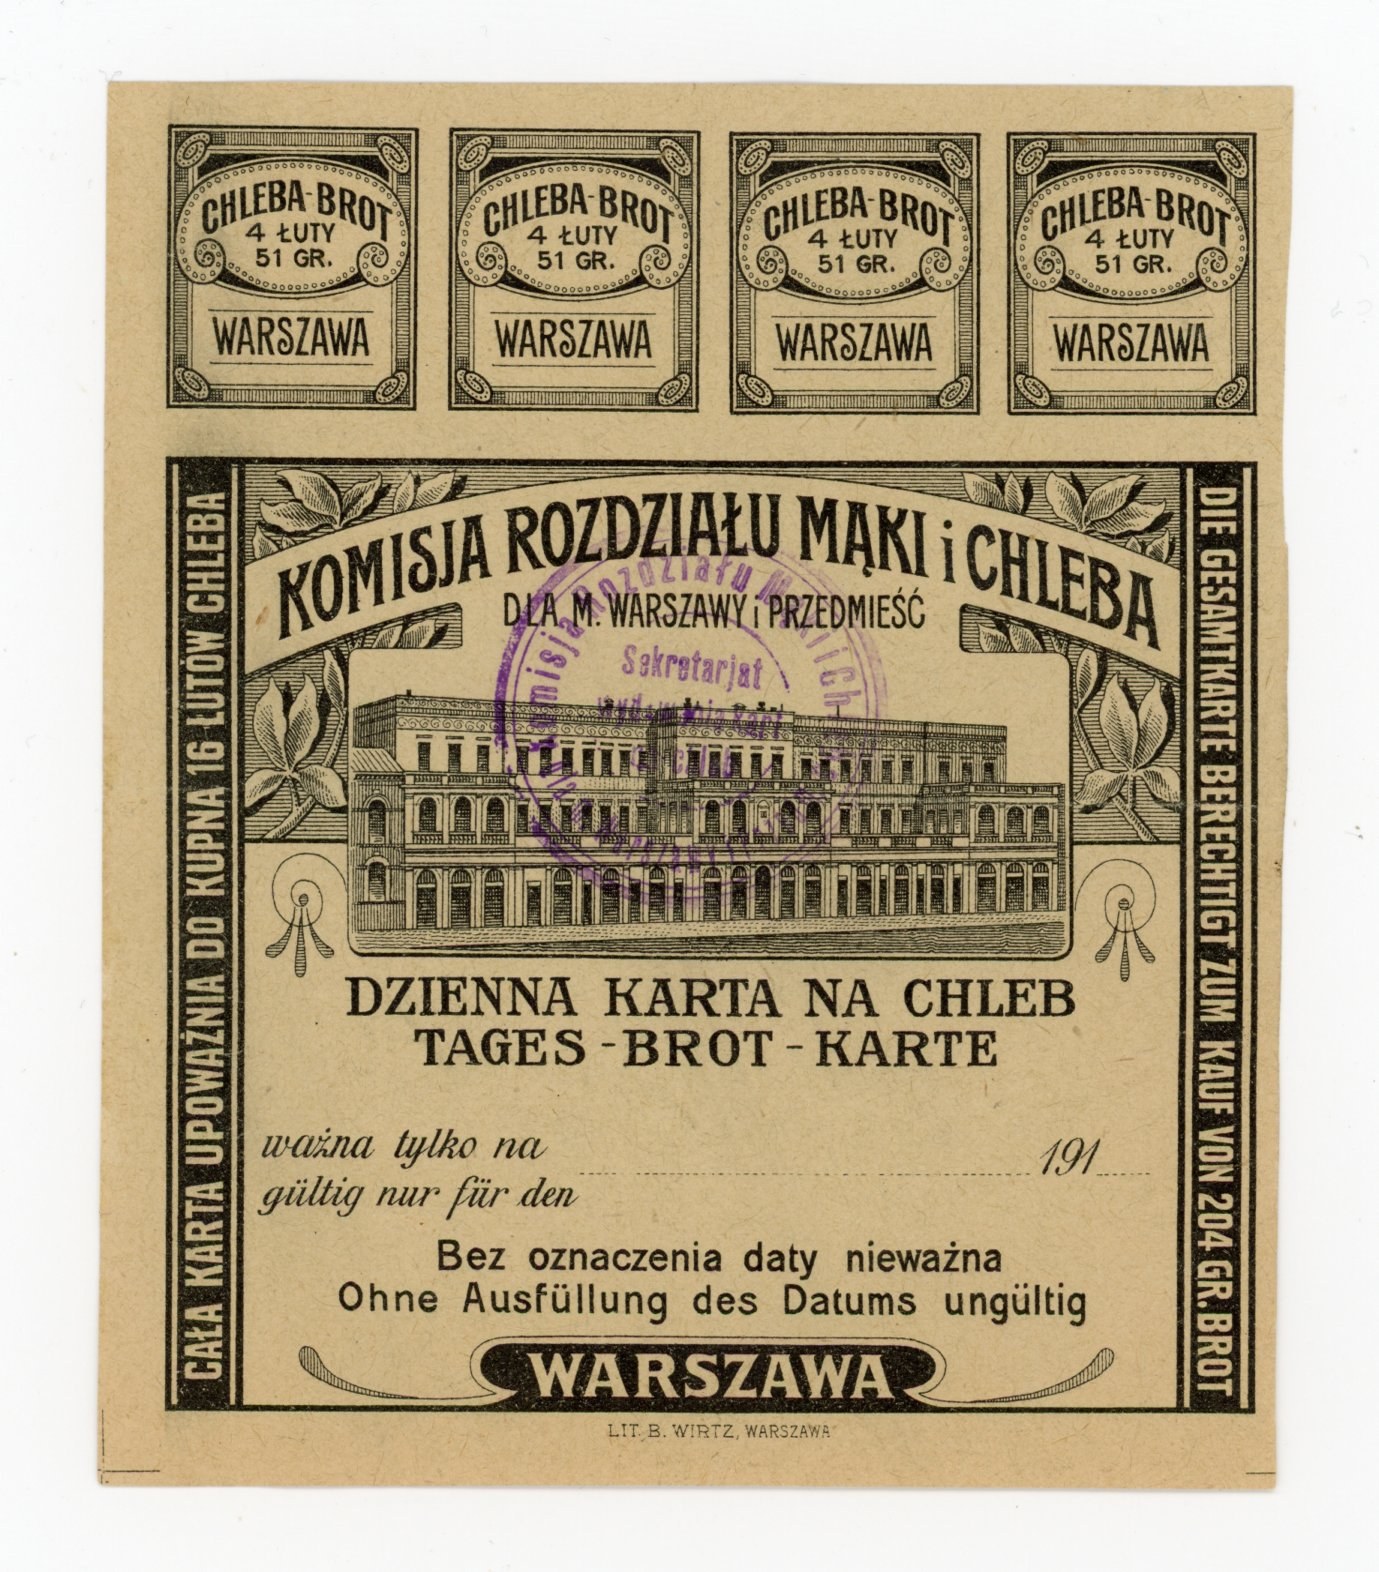 CHLEBA-BROT
4 ŁUTY
51 GR.
WARSZAWA
CHLEBA-BROT
4 ŁUTY
51 GR.
WARSZAWA
CHLEBA-BROT
4 ŁUTY
51 GR.
WARSZAWA
CHLEBA-BROT
4 ŁUTY
51 GR.
WARSZAWA
CAŁA KARTA UPOWAŻNIA DO KUPNA 16 ŁUTÓW CHLEBA
KOMISJA ROZDZIAŁU MĄKI i CHLEBA
DLA M. WARSZAWY i PRZEDMIEŚĆ
Komisja Rozdziału Mąki i Ch
Sekretarjat
DZIENNA KARTA NA CHLEB
TAGES-BROT-KARTE
ważna tylko na
gültig nur für den
191
Bez oznaczenia daty nieważna
Ohne Ausfüllung des Datums ungültig
WARSZAWA
DIE GESAMTKARTE BERECHTIGT ZUM KAUF VON 204 GR. BROT
LIT. B. WIRTZ, WARSZAWA